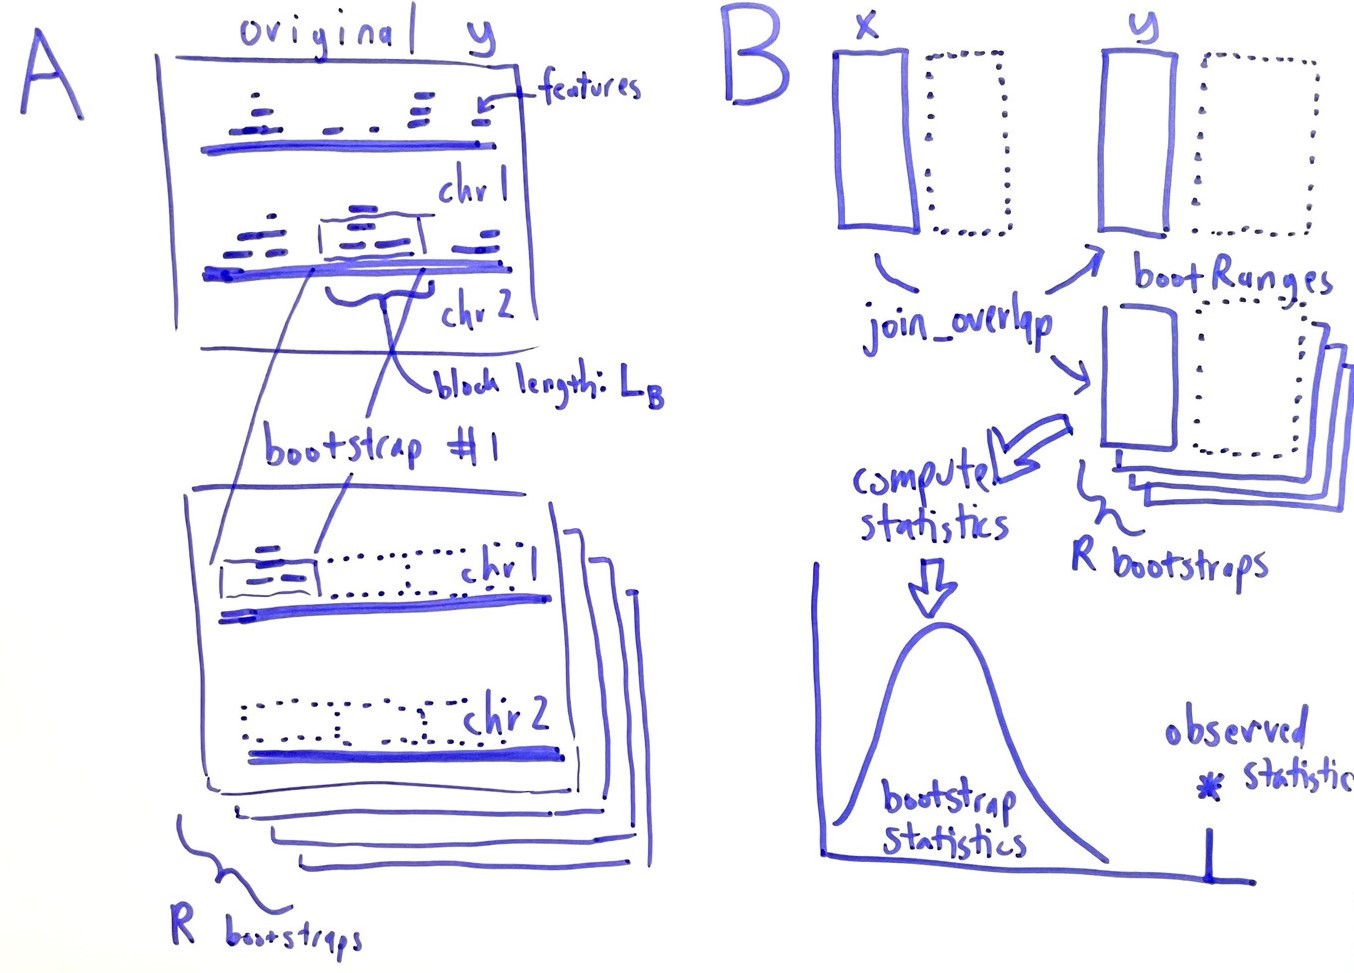 A
original y
features
chr 1
chr 2
block length: L_B
bootstrap #1
chr 1
chr 2
R bootstraps
B
x y
bootRanges
join_overlap
compute
statistics
R bootstraps
observed
* statistic
bootstrap
statistics